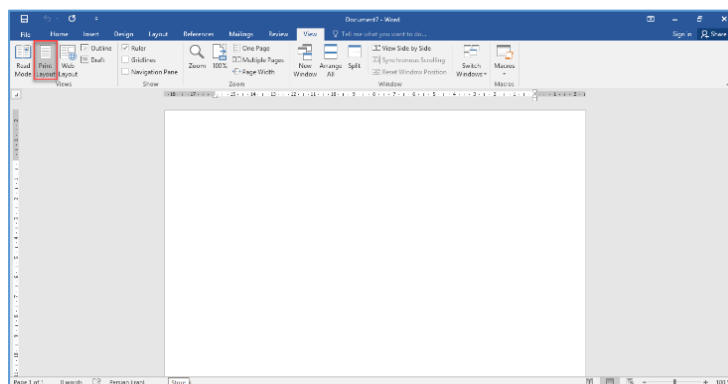 Document7 - Word
File Home Insert Design Layout References Mailings Review View Tell me what you want to do... Sign in Share
Read Mode
Print Layout
Web Layout
Outline
Draft
Views
Ruler
Gridlines
Navigation Pane
Show
Zoom
100%
One Page
Multiple Pages
Page Width
Zoom
New Window
Arrange All
Split
View Side by Side
Synchronous Scrolling
Reset Window Position
Window
Switch Windows
Macros
Macros
Page 1 of 1 0 words Persian (Iran)